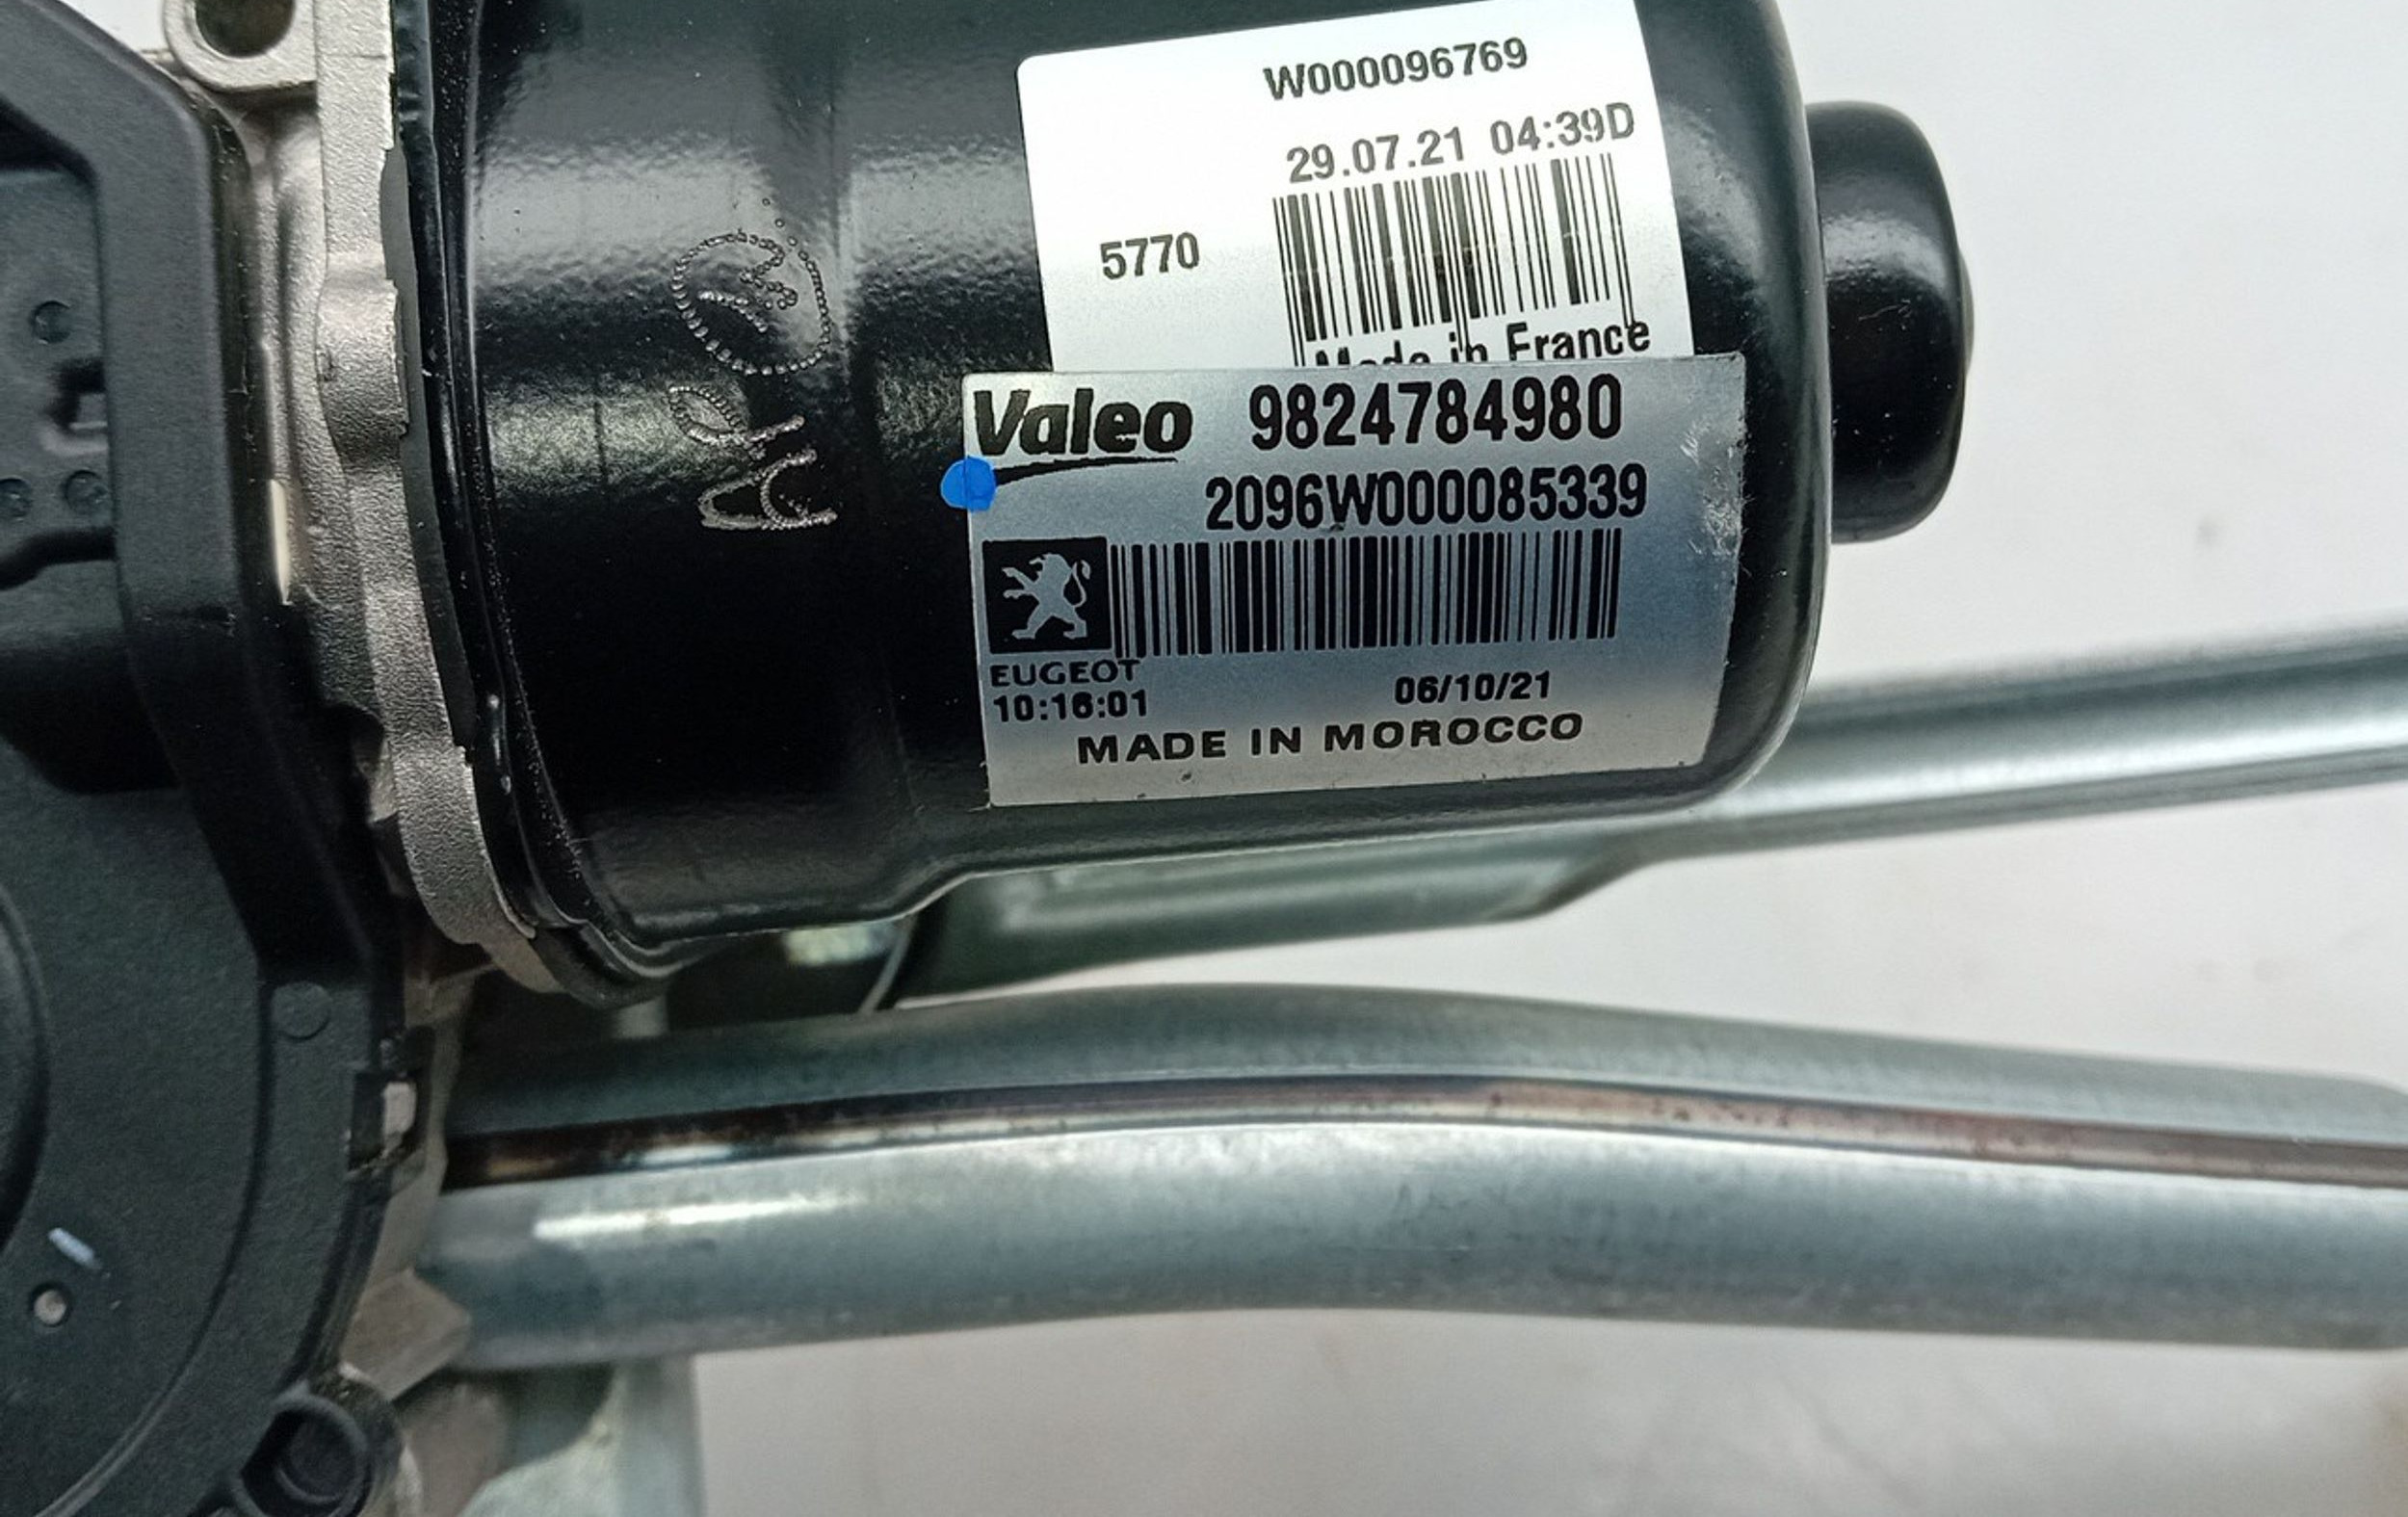 W000096769
29.07.21 04:39D
5770
Made in France
Valeo 9824784980
2096W000085339
EUGEOT
10:16:01 06/10/21
MADE IN MOROCCO